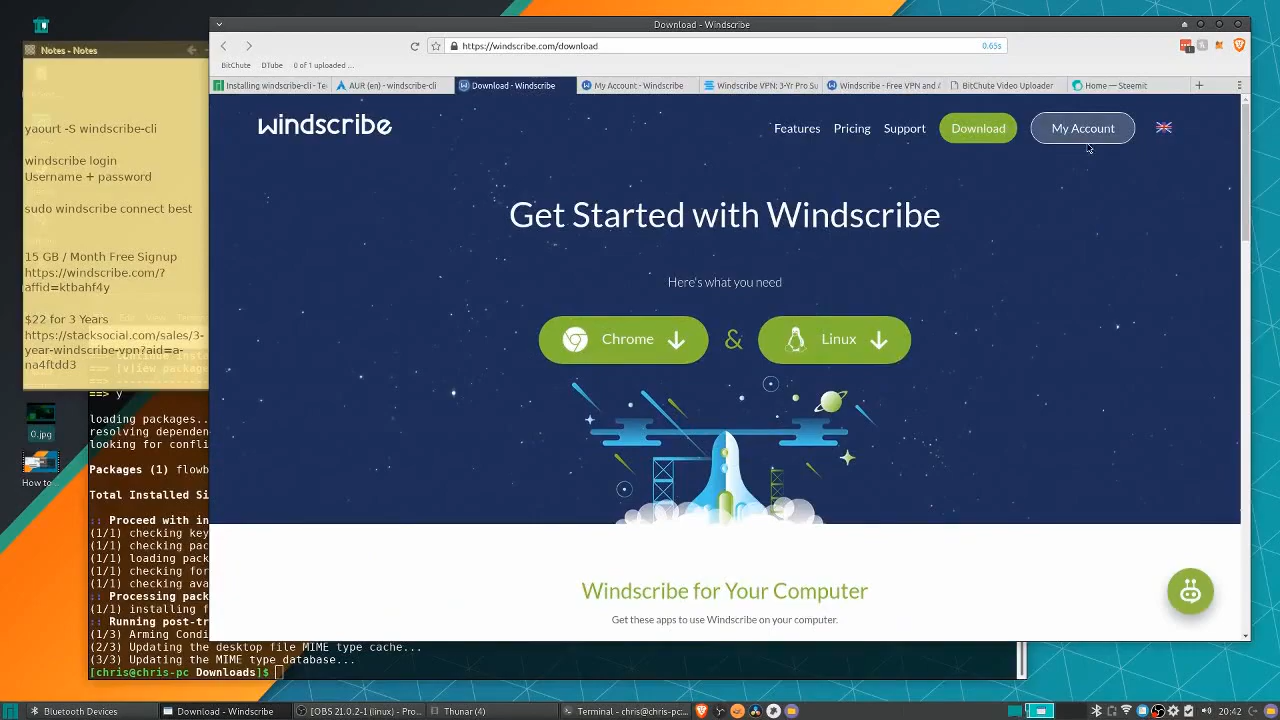 Download - Windscribe
Notes - Notes
yaourt -S windscribe-cli
windscribe login
Username + password
sudo windscribe connect best
15 GB / Month Free Signup
https://windscribe.com/?
affid=ktbahf4y
$22 for 3 Years
https://stacksocial.com/sales/3-
year-windscribe-vpn?aid=a-
na4ftdd3
https://windscribe.com/download
0.65s
BitChute
DTube
0 of 1 uploaded ...
Installing windscribe-cli - Te
AUR (en) - windscribe-cli
Download - Windscribe
My Account - Windscribe
Windscribe VPN: 3-Yr Pro Su
Windscribe - Free VPN and A
BitChute Video Uploader
Home — Steemit
windscribe
Features
Pricing
Support
Download
My Account
Get Started with Windscribe
Here's what you need
Chrome
&
Linux
Windscribe for Your Computer
Get these apps to use Windscribe on your computer.
0.jpg
How to
==> y
loading packages..
resolving dependen
looking for confli
Packages (1) flowb
Total Installed Si
:: Proceed with in
(1/1) checking key
(1/1) checking pac
(1/1) loading pack
(1/1) checking for
(1/1) checking ava
:: Processing pack
(1/1) installing f
:: Running post-tr
(1/3) Arming Condi
(2/3) Updating the desktop file MIME type cache...
(3/3) Updating the MIME type database...
[chris@chris-pc Downloads]$
Bluetooth Devices
Download - Windscribe
[OBS 21.0.2-1 (linux) - Pro...
Thunar (4)
Terminal - chris@chris-pc:...
20:42